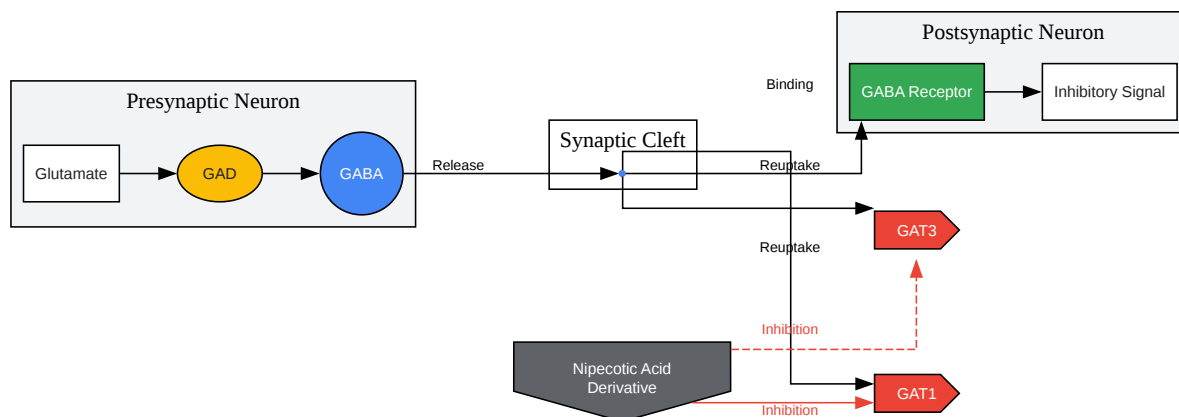 Postsynaptic Neuron
Binding
GABA Receptor
Inhibitory Signal
Presynaptic Neuron
Synaptic Cleft
Glutamate
GAD
GABA
Release
Reuptake
GAT3
Reuptake
Inhibition
Nipecotic Acid
Derivative
GAT1
Inhibition